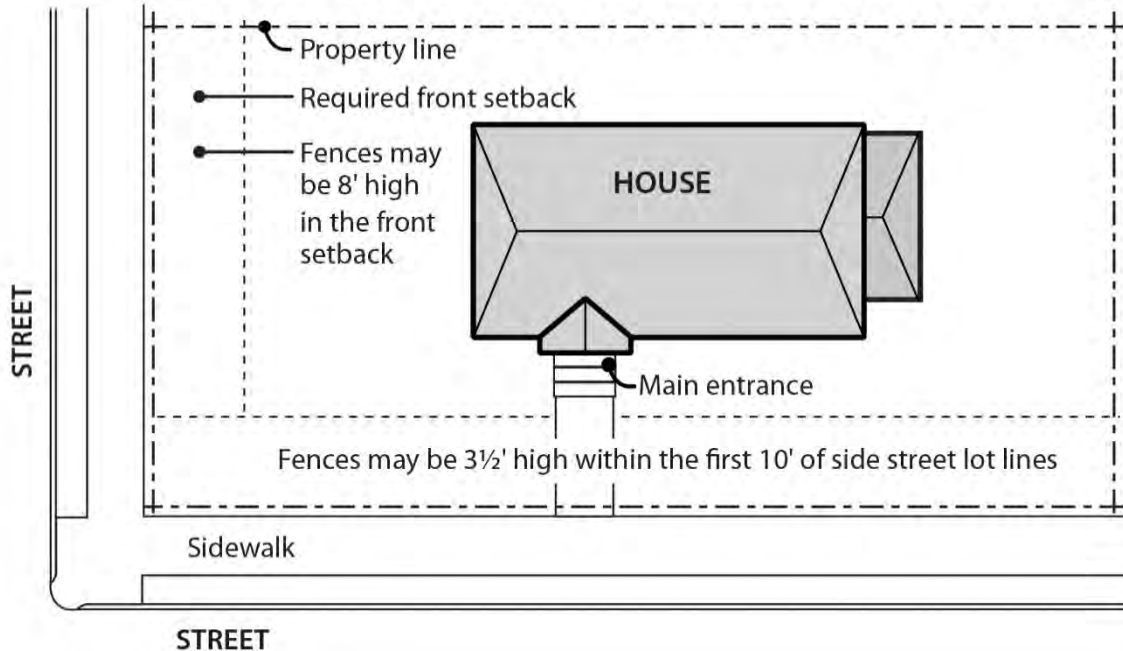 Property line
Required front setback
Fences may
be 8' high
in the front
setback
HOUSE
STREET
Main entrance
Fences may be 3½' high within the first 10' of side street lot lines
Sidewalk
STREET